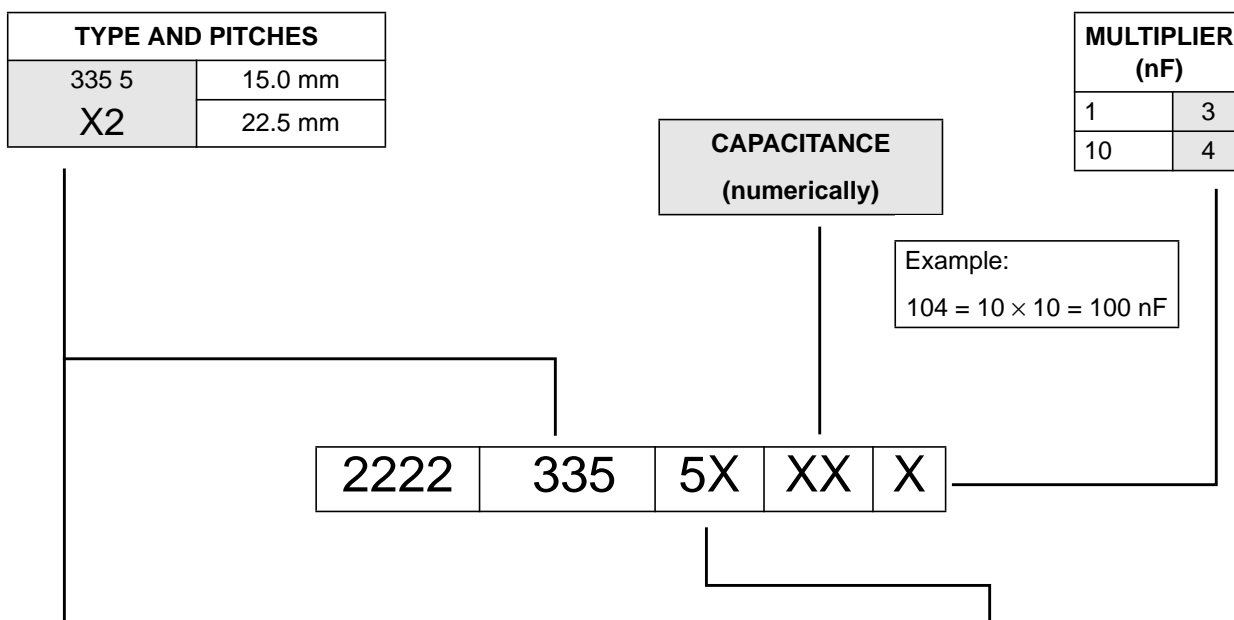 TYPE AND PITCHES
335 5
X2
15.0 mm
22.5 mm
MULTIPLIER
(nF)
1 3
10 4
CAPACITANCE
(numerically)
Example:
104 = 10 × 10 = 100 nF
2222 335 5X XX X